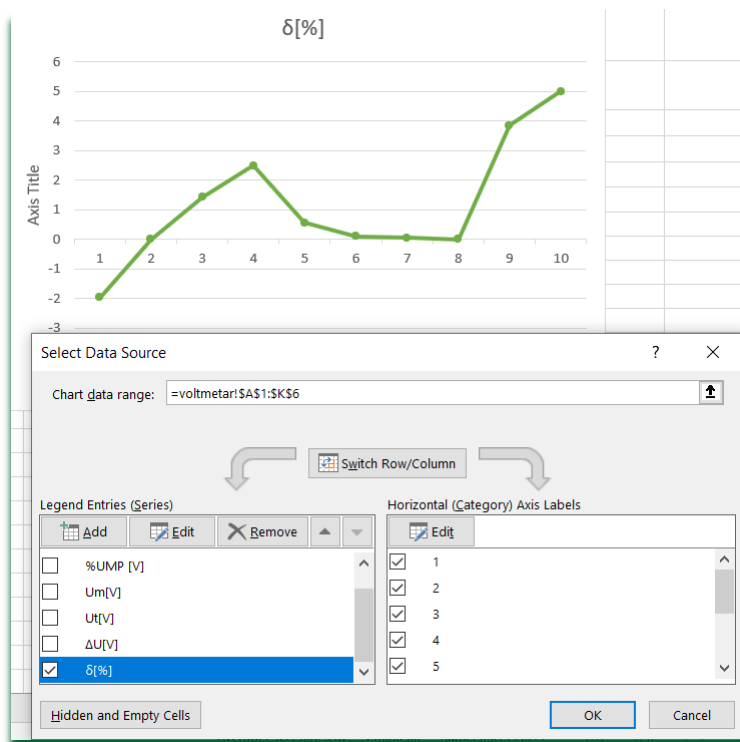 δ[%]
6
5
4
3
2
1
0
-1
-2
-3
Axis Title
1 2 3 4 5 6 7 8 9 10
Select Data Source
? ×
Chart data range: =voltmetar!$A$1:$K$6
Switch Row/Column
Legend Entries (Series)
Add Edit Remove
%UMP [V]
Um[V]
Ut[V]
ΔU[V]
δ[%]
Horizontal (Category) Axis Labels
Edit
1
2
3
4
5
Hidden and Empty Cells
OK Cancel